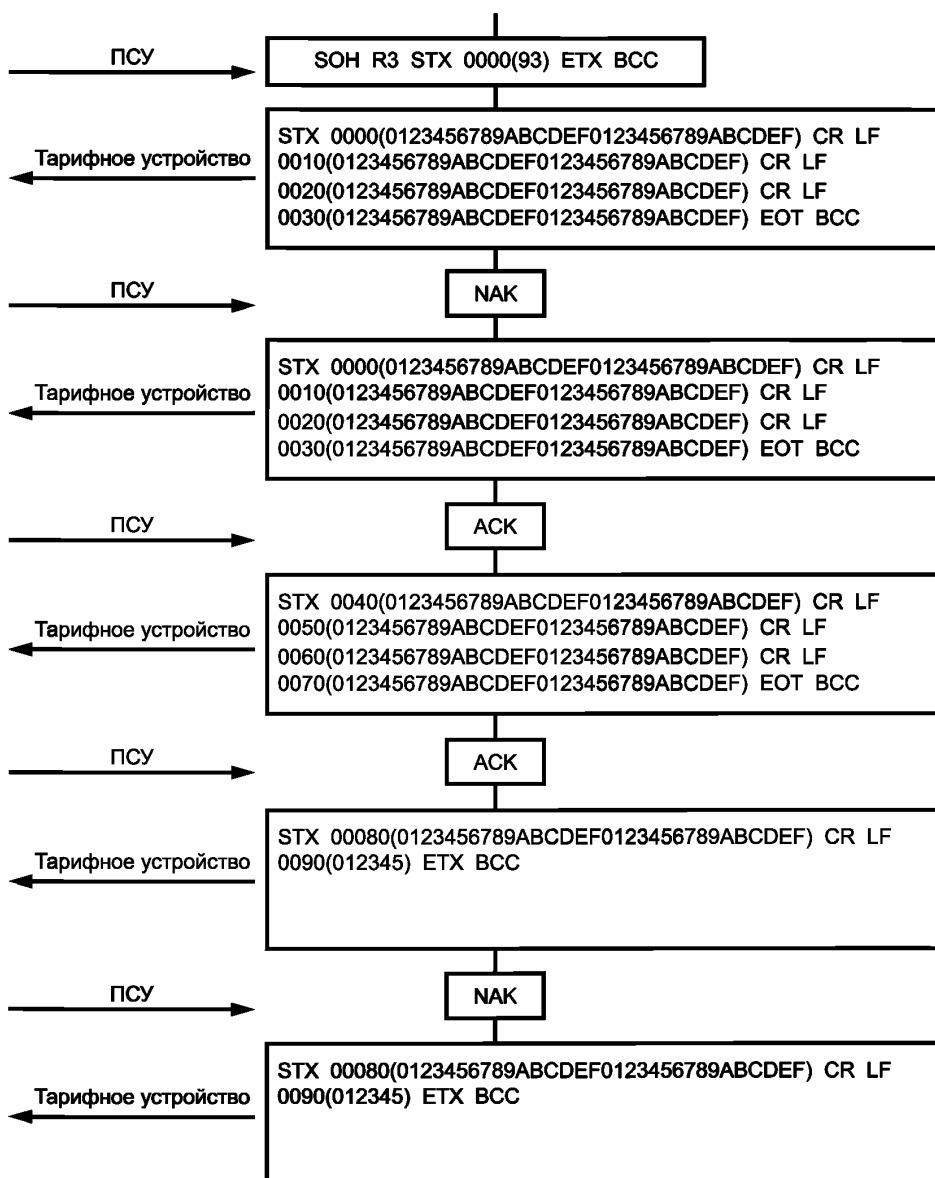 ПСУ
SOH R3 STX 0000(93) ETX BCC
Тарифное устройство
STX 0000(0123456789ABCDEF0123456789ABCDEF) CR LF
0010(0123456789ABCDEF0123456789ABCDEF) CR LF
0020(0123456789ABCDEF0123456789ABCDEF) CR LF
0030(0123456789ABCDEF0123456789ABCDEF) EOT BCC
ПСУ
NAK
Тарифное устройство
STX 0000(0123456789ABCDEF0123456789ABCDEF) CR LF
0010(0123456789ABCDEF0123456789ABCDEF) CR LF
0020(0123456789ABCDEF0123456789ABCDEF) CR LF
0030(0123456789ABCDEF0123456789ABCDEF) EOT BCC
ПСУ
ACK
Тарифное устройство
STX 0040(0123456789ABCDEF0123456789ABCDEF) CR LF
0050(0123456789ABCDEF0123456789ABCDEF) CR LF
0060(0123456789ABCDEF0123456789ABCDEF) CR LF
0070(0123456789ABCDEF0123456789ABCDEF) EOT BCC
ПСУ
ACK
Тарифное устройство
STX 00080(0123456789ABCDEF0123456789ABCDEF) CR LF
0090(012345) ETX BCC
ПСУ
NAK
Тарифное устройство
STX 00080(0123456789ABCDEF0123456789ABCDEF) CR LF
0090(012345) ETX BCC